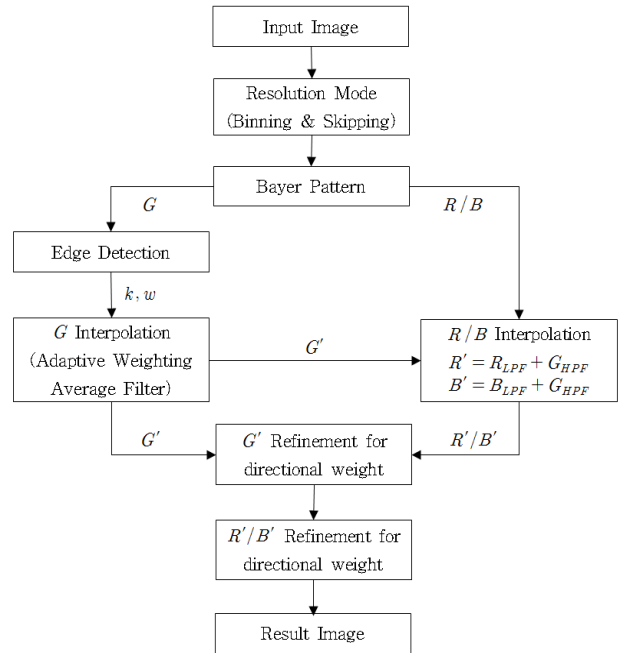 Input Image
Resolution Mode
(Binning & Skipping)
Bayer Pattern
G
R/B
Edge Detection
k, w
G Interpolation
(Adaptive Weighting
Average Filter)
G′
R/B Interpolation
R′ = R_LPF + G_HPF
B′ = B_LPF + G_HPF
G′
G′ Refinement for
directional weight
R′/B′
R′/B′ Refinement for
directional weight
Result Image